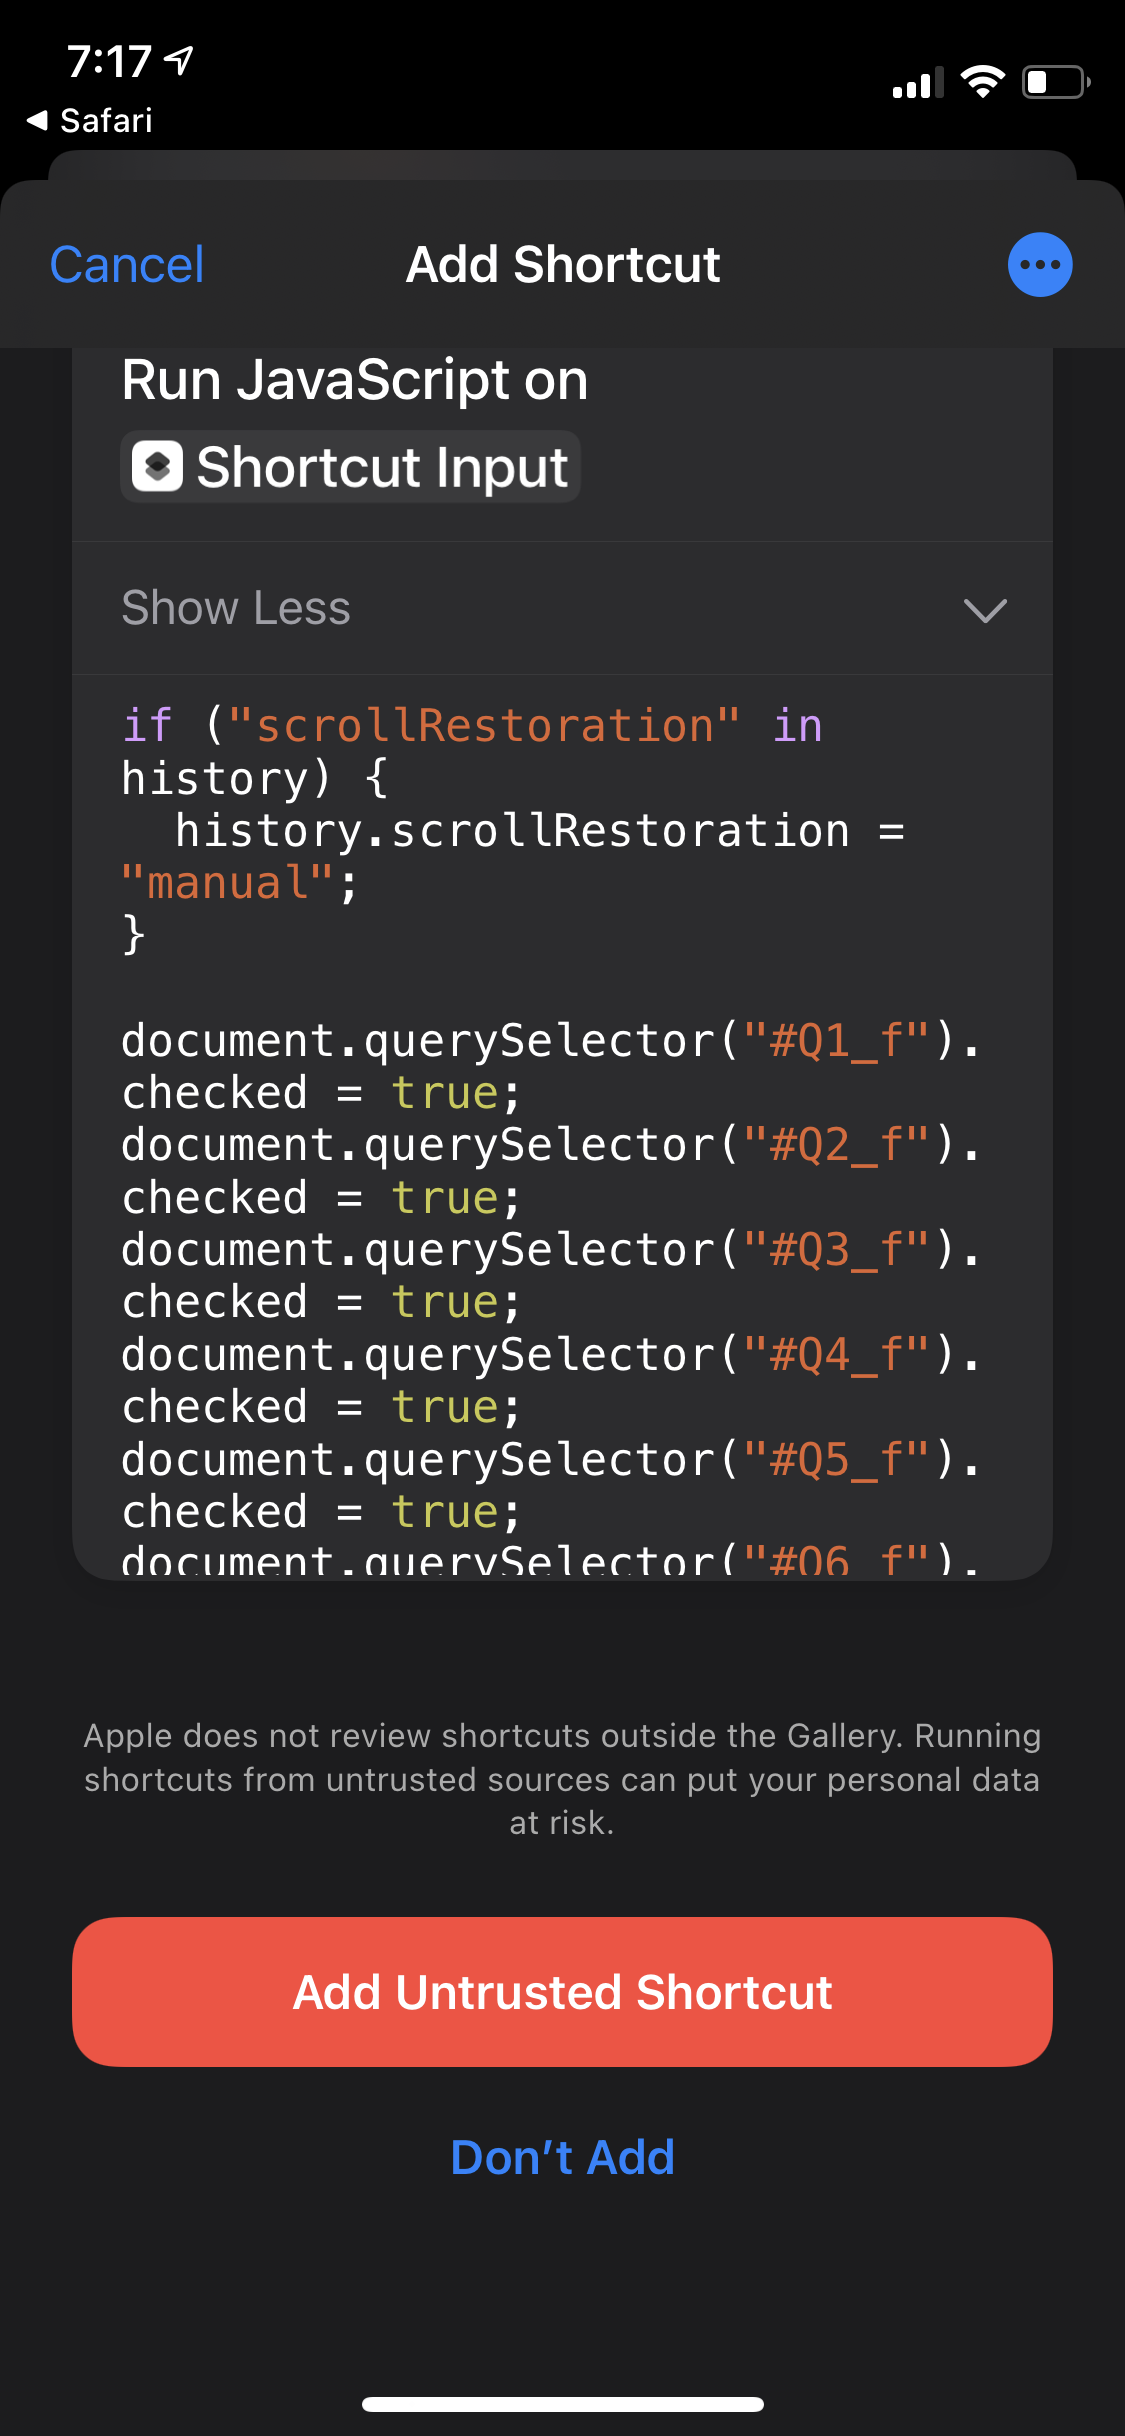 7:17
Safari
Cancel
Add Shortcut
Run JavaScript on
Shortcut Input
Show Less
if ("scrollRestoration" in
history) {
  history.scrollRestoration =
"manual";
}

document.querySelector("#Q1_f").
checked = true;
document.querySelector("#Q2_f").
checked = true;
document.querySelector("#Q3_f").
checked = true;
document.querySelector("#Q4_f").
checked = true;
document.querySelector("#Q5_f").
checked = true;
document.querySelector("#Q6_f").
Apple does not review shortcuts outside the Gallery. Running
shortcuts from untrusted sources can put your personal data
at risk.
Add Untrusted Shortcut
Don’t Add